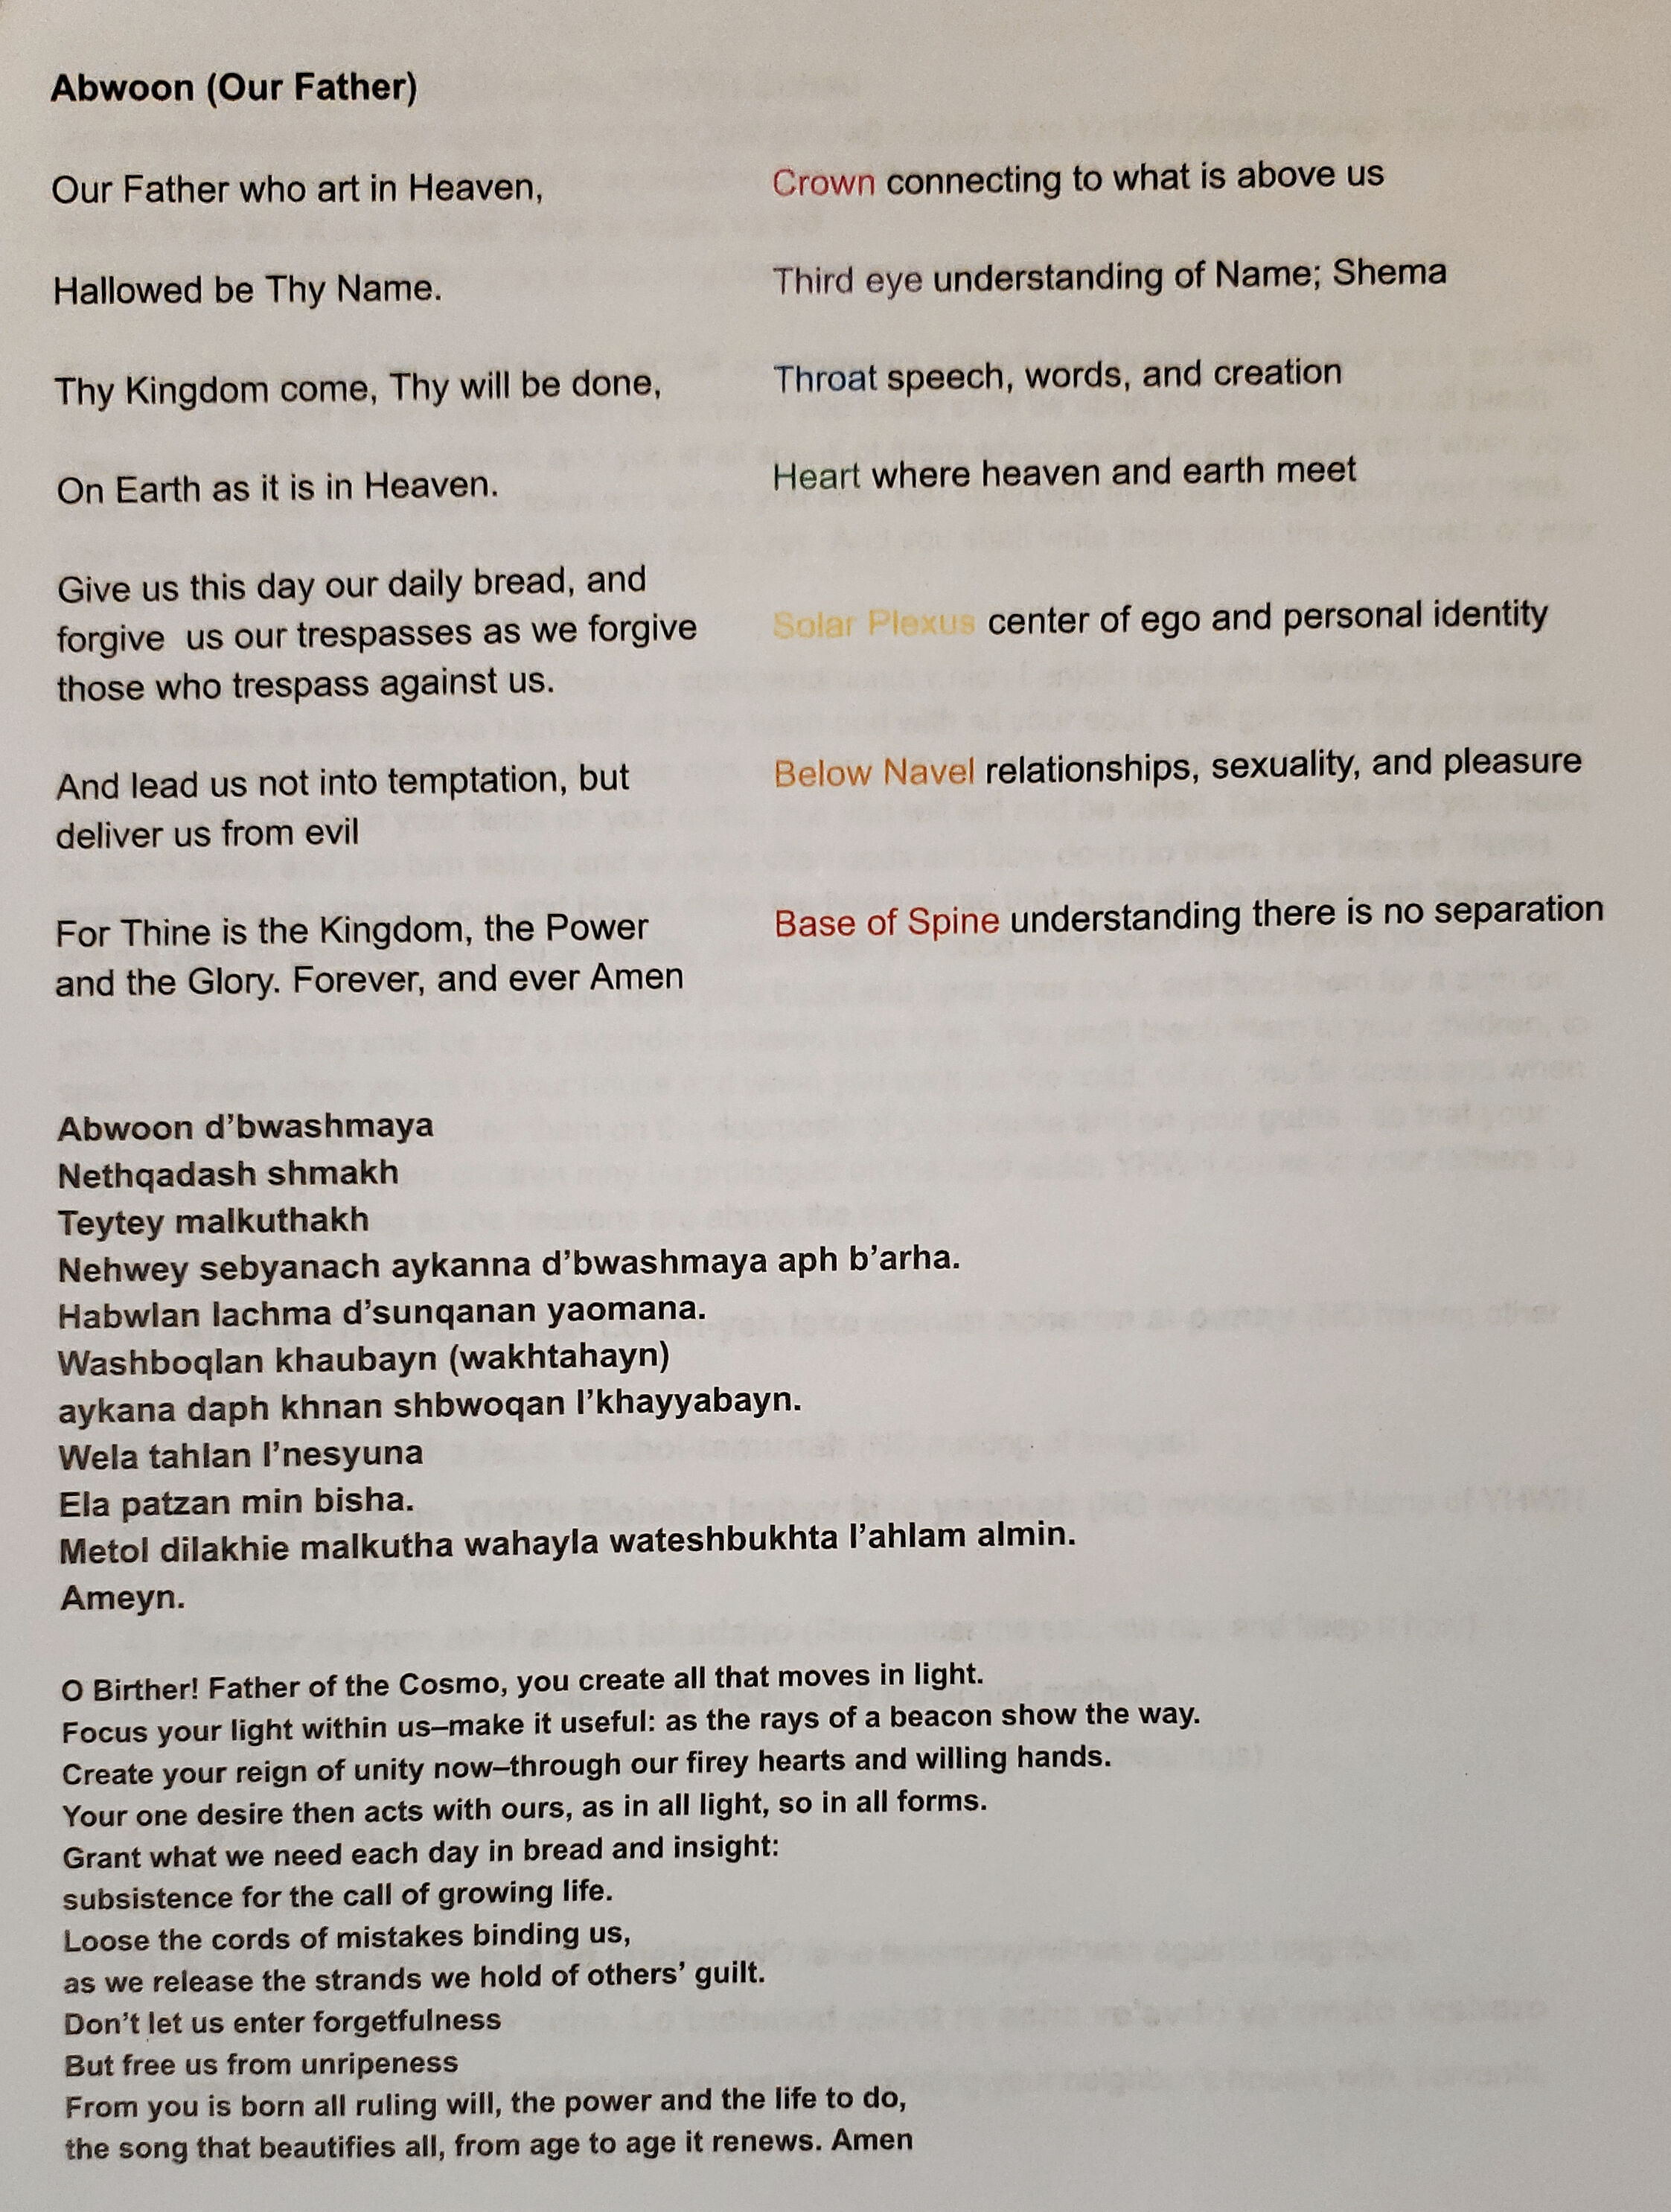 Abwoon (Our Father)
Our Father who art in Heaven,
Crown connecting to what is above us
Hallowed be Thy Name.
Third eye understanding of Name; Shema
Thy Kingdom come, Thy will be done,
Throat speech, words, and creation
On Earth as it is in Heaven.
Heart where heaven and earth meet
Give us this day our daily bread, and
forgive  us our trespasses as we forgive
those who trespass against us.
Solar Plexus center of ego and personal identity
And lead us not into temptation, but
deliver us from evil
Below Navel relationships, sexuality, and pleasure
For Thine is the Kingdom, the Power
and the Glory. Forever, and ever Amen
Base of Spine understanding there is no separation
Abwoon d’bwashmaya
Nethqadash shmakh
Teytey malkuthakh
Nehwey sebyanach aykanna d’bwashmaya aph b’arha.
Habwlan lachma d’sunqanan yaomana.
Washboqlan khaubayn (wakhtahayn)
aykana daph khnan shbwoqan l’khayyabayn.
Wela tahlan l’nesyuna
Ela patzan min bisha.
Metol dilakhie malkutha wahayla wateshbukhta l’ahlam almin.
Ameyn.
O Birther! Father of the Cosmo, you create all that moves in light.
Focus your light within us–make it useful: as the rays of a beacon show the way.
Create your reign of unity now–through our firey hearts and willing hands.
Your one desire then acts with ours, as in all light, so in all forms.
Grant what we need each day in bread and insight:
subsistence for the call of growing life.
Loose the cords of mistakes binding us,
as we release the strands we hold of others’ guilt.
Don’t let us enter forgetfulness
But free us from unripeness
From you is born all ruling will, the power and the life to do,
the song that beautifies all, from age to age it renews. Amen